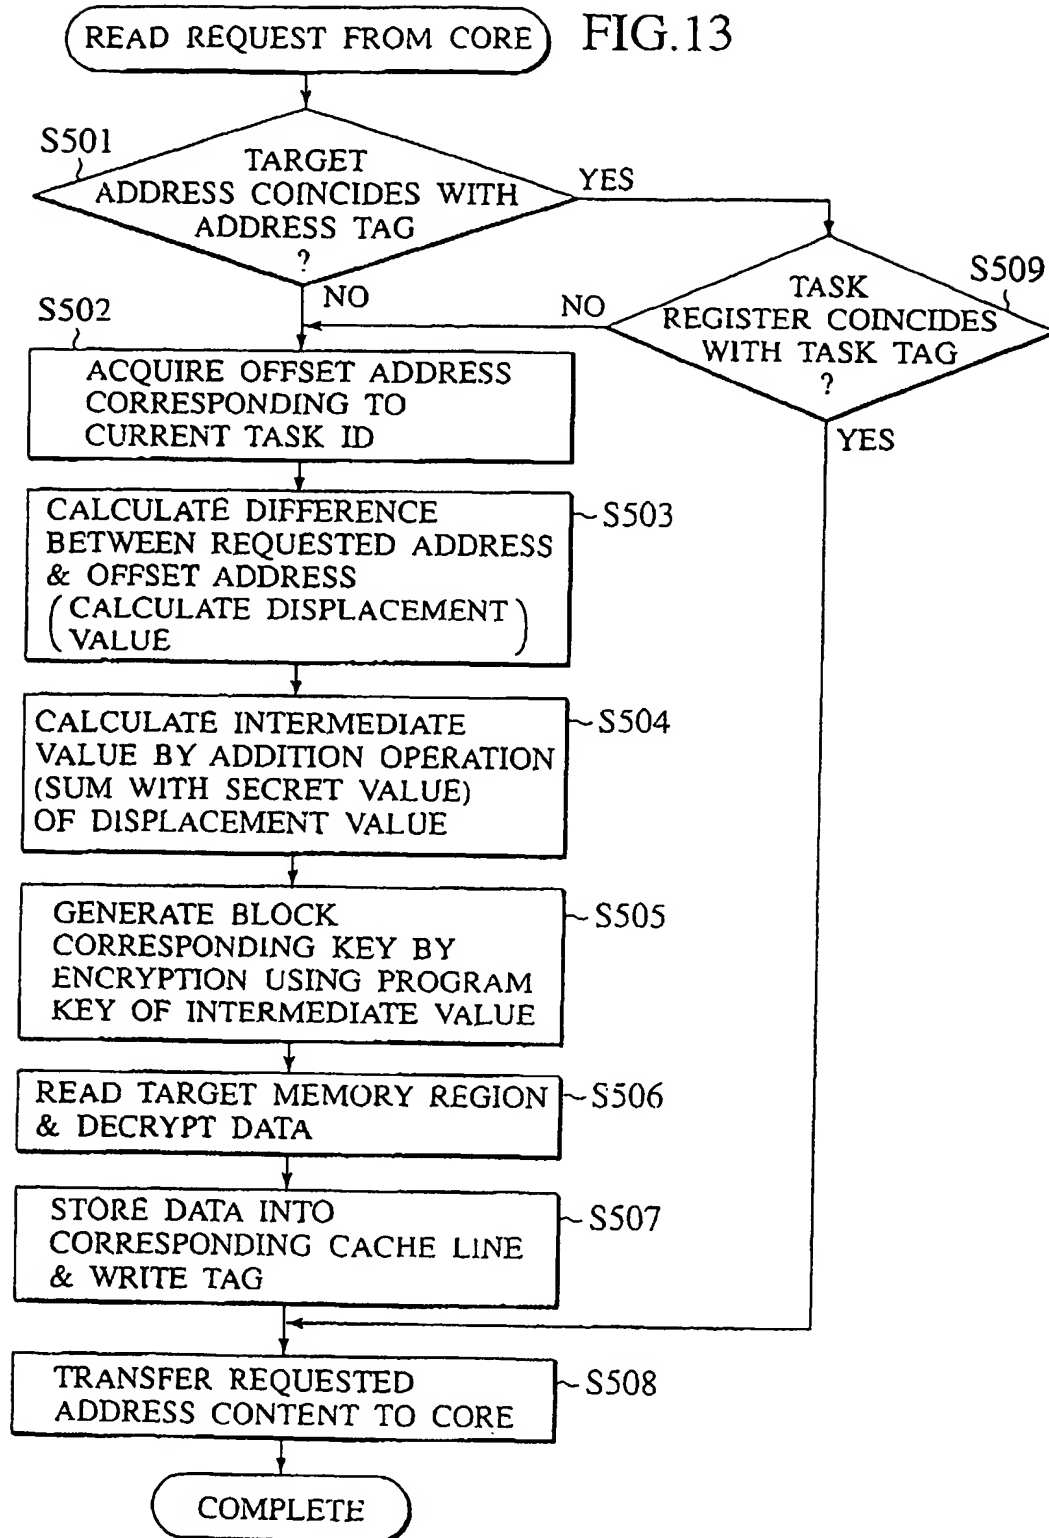 READ REQUEST FROM CORE
FIG.13
S501
TARGET
ADDRESS COINCIDES WITH
ADDRESS TAG
?
YES
NO
S509
TASK
REGISTER COINCIDES
WITH TASK TAG
?
NO
YES
S502
ACQUIRE OFFSET ADDRESS
CORRESPONDING TO
CURRENT TASK ID
CALCULATE DIFFERENCE
BETWEEN REQUESTED ADDRESS
& OFFSET ADDRESS
(CALCULATE DISPLACEMENT
VALUE)
S503
CALCULATE INTERMEDIATE
VALUE BY ADDITION OPERATION
(SUM WITH SECRET VALUE)
OF DISPLACEMENT VALUE
S504
GENERATE BLOCK
CORRESPONDING KEY BY
ENCRYPTION USING PROGRAM
KEY OF INTERMEDIATE VALUE
S505
READ TARGET MEMORY REGION
& DECRYPT DATA
S506
STORE DATA INTO
CORRESPONDING CACHE LINE
& WRITE TAG
S507
TRANSFER REQUESTED
ADDRESS CONTENT TO CORE
S508
COMPLETE